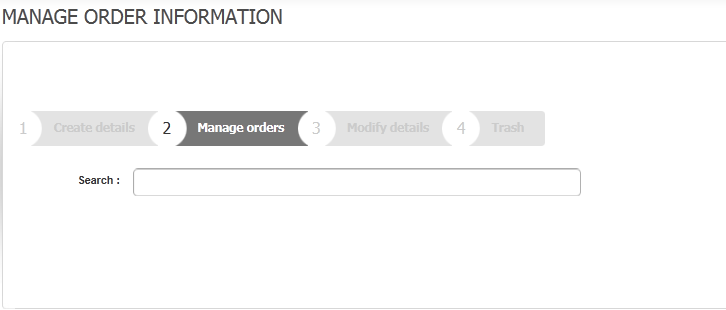 MANAGE ORDER INFORMATION
1 Create details 2 Manage orders 3 Modify details 4 Trash
Search :